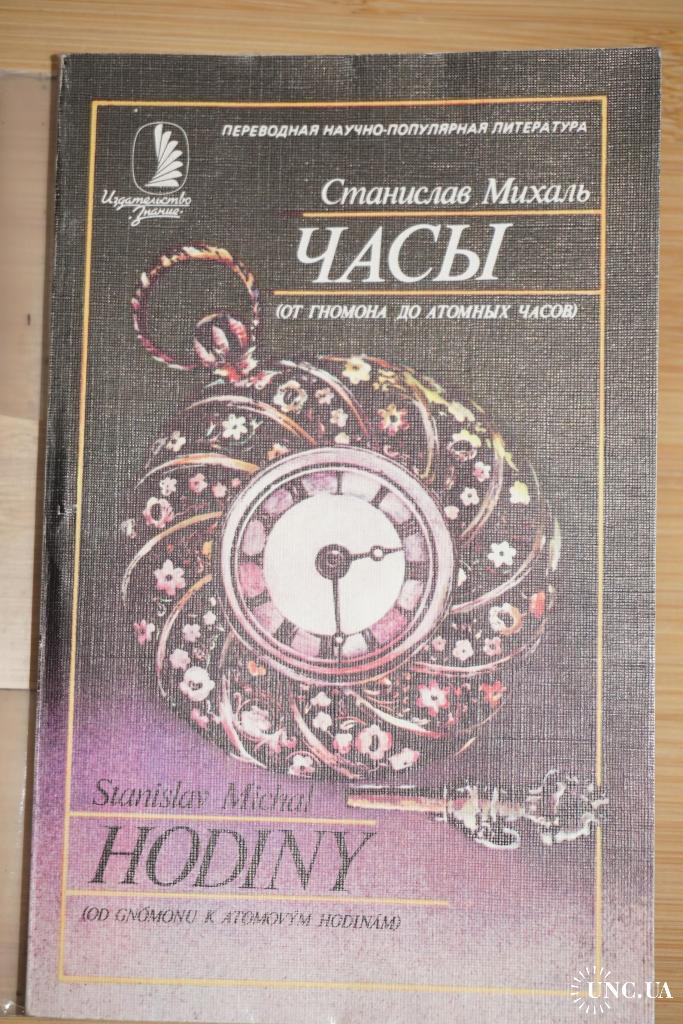 ПЕРЕВОДНАЯ НАУЧНО-ПОПУЛЯРНАЯ ЛИТЕРАТУРА
Издательство
·Знание·
Станислав Михаль
ЧАСЫ
(ОТ ГНОМОНА ДО АТОМНЫХ ЧАСОВ)
Stanislav Michal
HODINY
(OD GNÓMONU K ATOMOVÝM HODINÁM)
UNC.UA